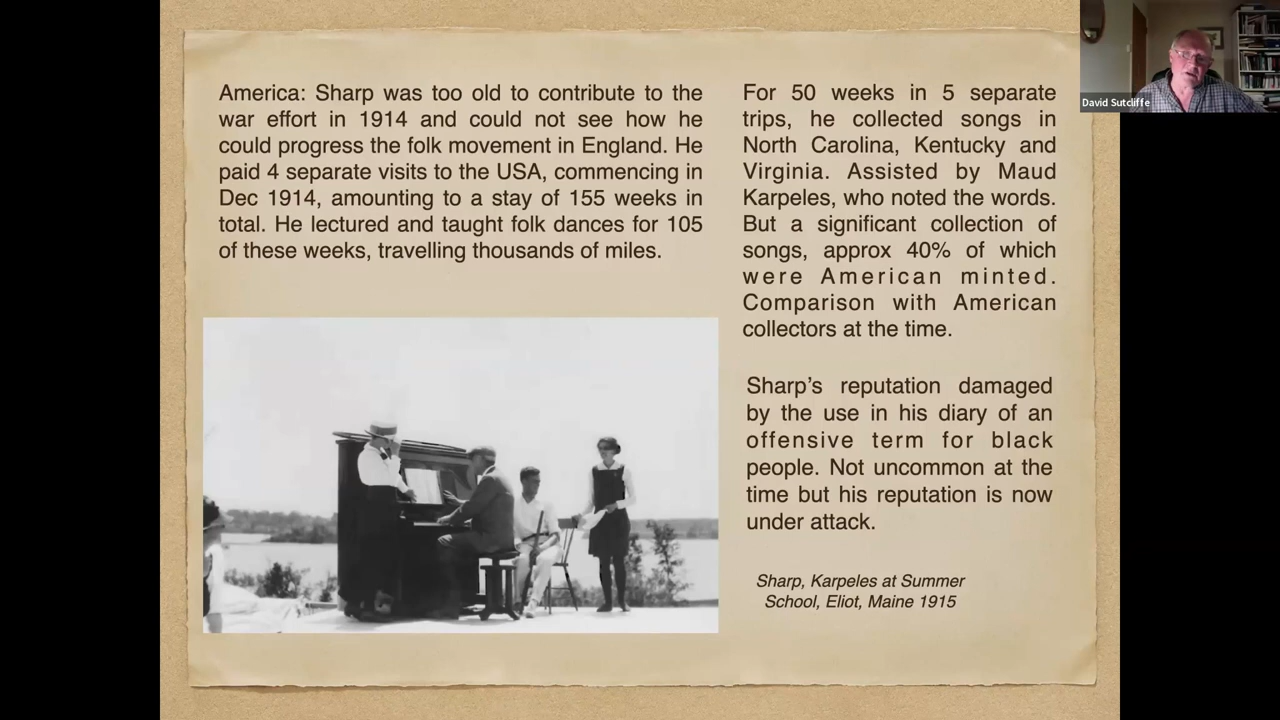 America: Sharp was too old to contribute to the
war effort in 1914 and could not see how he
could progress the folk movement in England. He
paid 4 separate visits to the USA, commencing in
Dec 1914, amounting to a stay of 155 weeks in
total. He lectured and taught folk dances for 105
of these weeks, travelling thousands of miles.
For 50 weeks in 5 separate
trips, he collected songs in
North Carolina, Kentucky and
Virginia. Assisted by Maud
Karpeles, who noted the words.
But a significant collection of
songs, approx 40% of which
were American minted.
Comparison with American
collectors at the time.
Sharp's reputation damaged
by the use in his diary of an
offensive term for black
people. Not uncommon at the
time but his reputation is now
under attack.
Sharp, Karpeles at Summer
School, Eliot, Maine 1915
David Sutcliffe